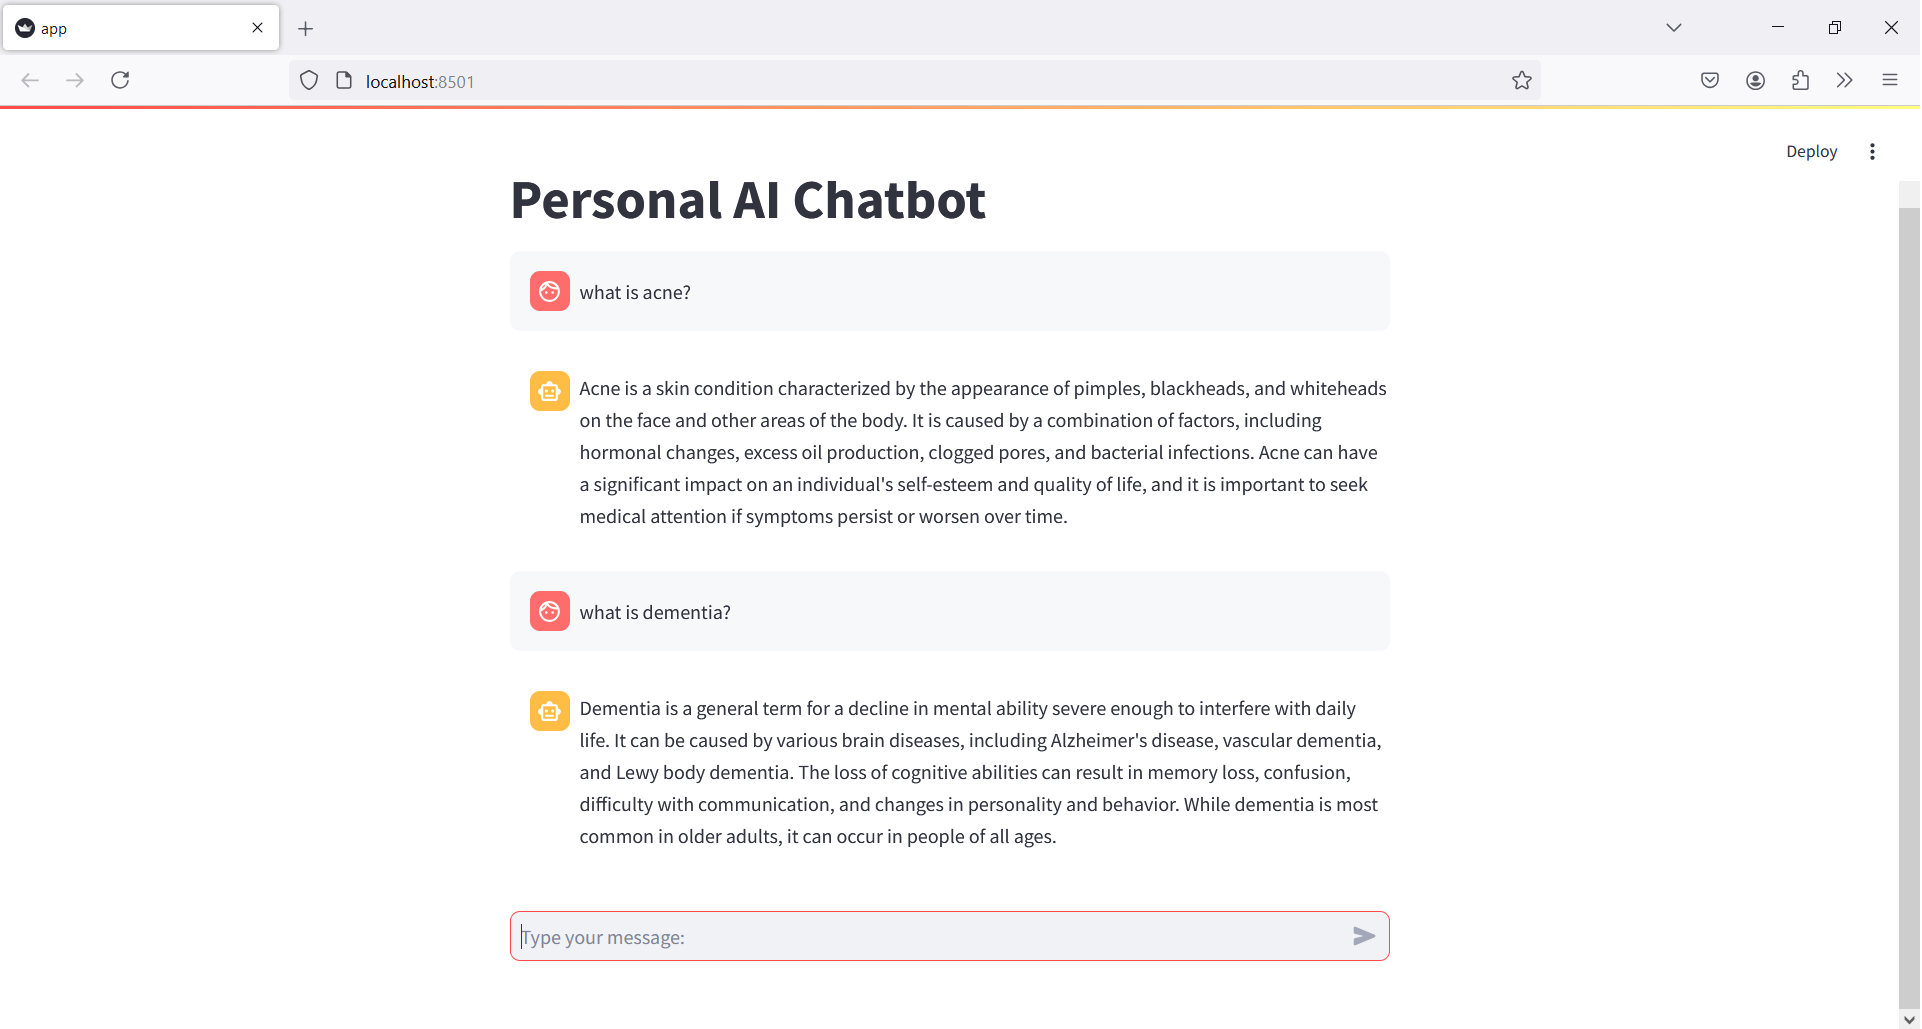 app
localhost:8501
Deploy
Personal AI Chatbot
what is acne?
Acne is a skin condition characterized by the appearance of pimples, blackheads, and whiteheads
on the face and other areas of the body. It is caused by a combination of factors, including
hormonal changes, excess oil production, clogged pores, and bacterial infections. Acne can have
a significant impact on an individual's self-esteem and quality of life, and it is important to seek
medical attention if symptoms persist or worsen over time.
what is dementia?
Dementia is a general term for a decline in mental ability severe enough to interfere with daily
life. It can be caused by various brain diseases, including Alzheimer's disease, vascular dementia,
and Lewy body dementia. The loss of cognitive abilities can result in memory loss, confusion,
difficulty with communication, and changes in personality and behavior. While dementia is most
common in older adults, it can occur in people of all ages.
Type your message: